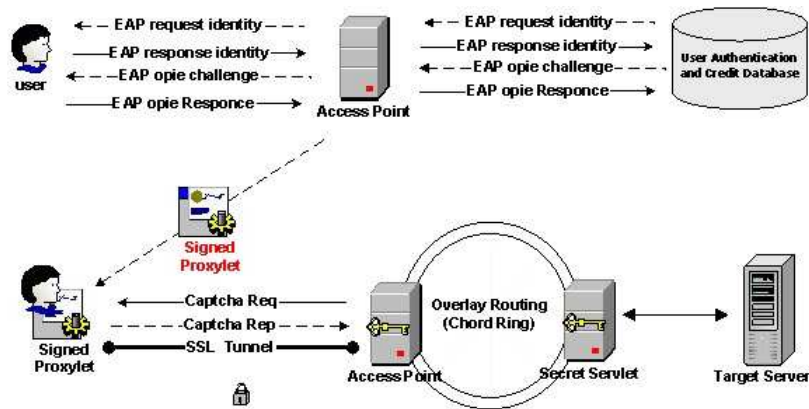 EAP request identity
EAP request identity
EAP response identity
EAP response identity
EAP opie challenge
EAP opie challenge
User Authentication
and Credit Database
user
EAP opie Responce
EAP opie Responce
Access Point
Signed
Proxylet
Captcha Req
Captcha Rep
SSL Tunnel
Signed
Proxylet
Overlay Routing
(Chord Ring)
Access Point
Secret Servlet
Target Server